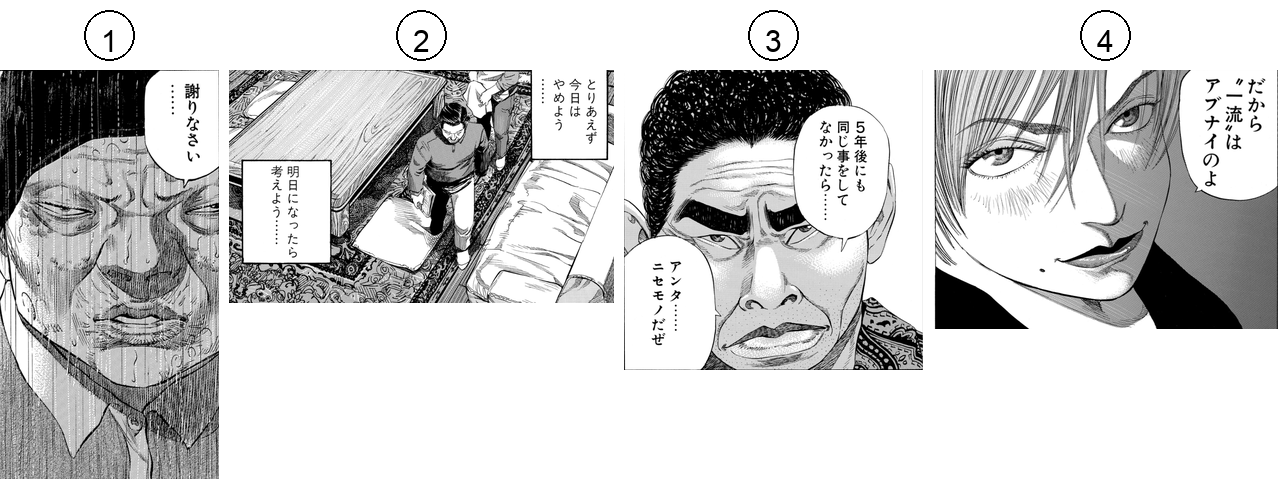 1
2
3
4
謝りなさい
……
とりあえず
今日は
やめよう
……
明日になったら
考えよう……
５年後にも
同じ事をして
なかったら……
アンタ……
ニセモノだぜ
だから
〝一流〟は
アブナイのよ